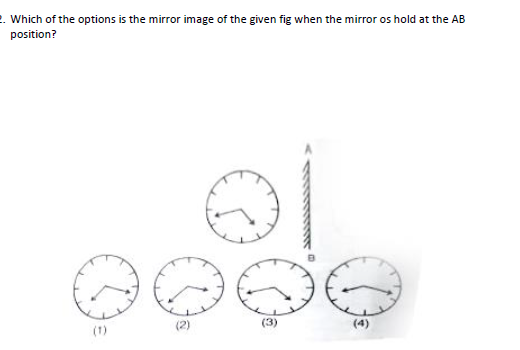 . Which of the options is the mirror image of the given fig when the mirror os hold at the AB
position?
A
B
(1) (2) (3) (4)